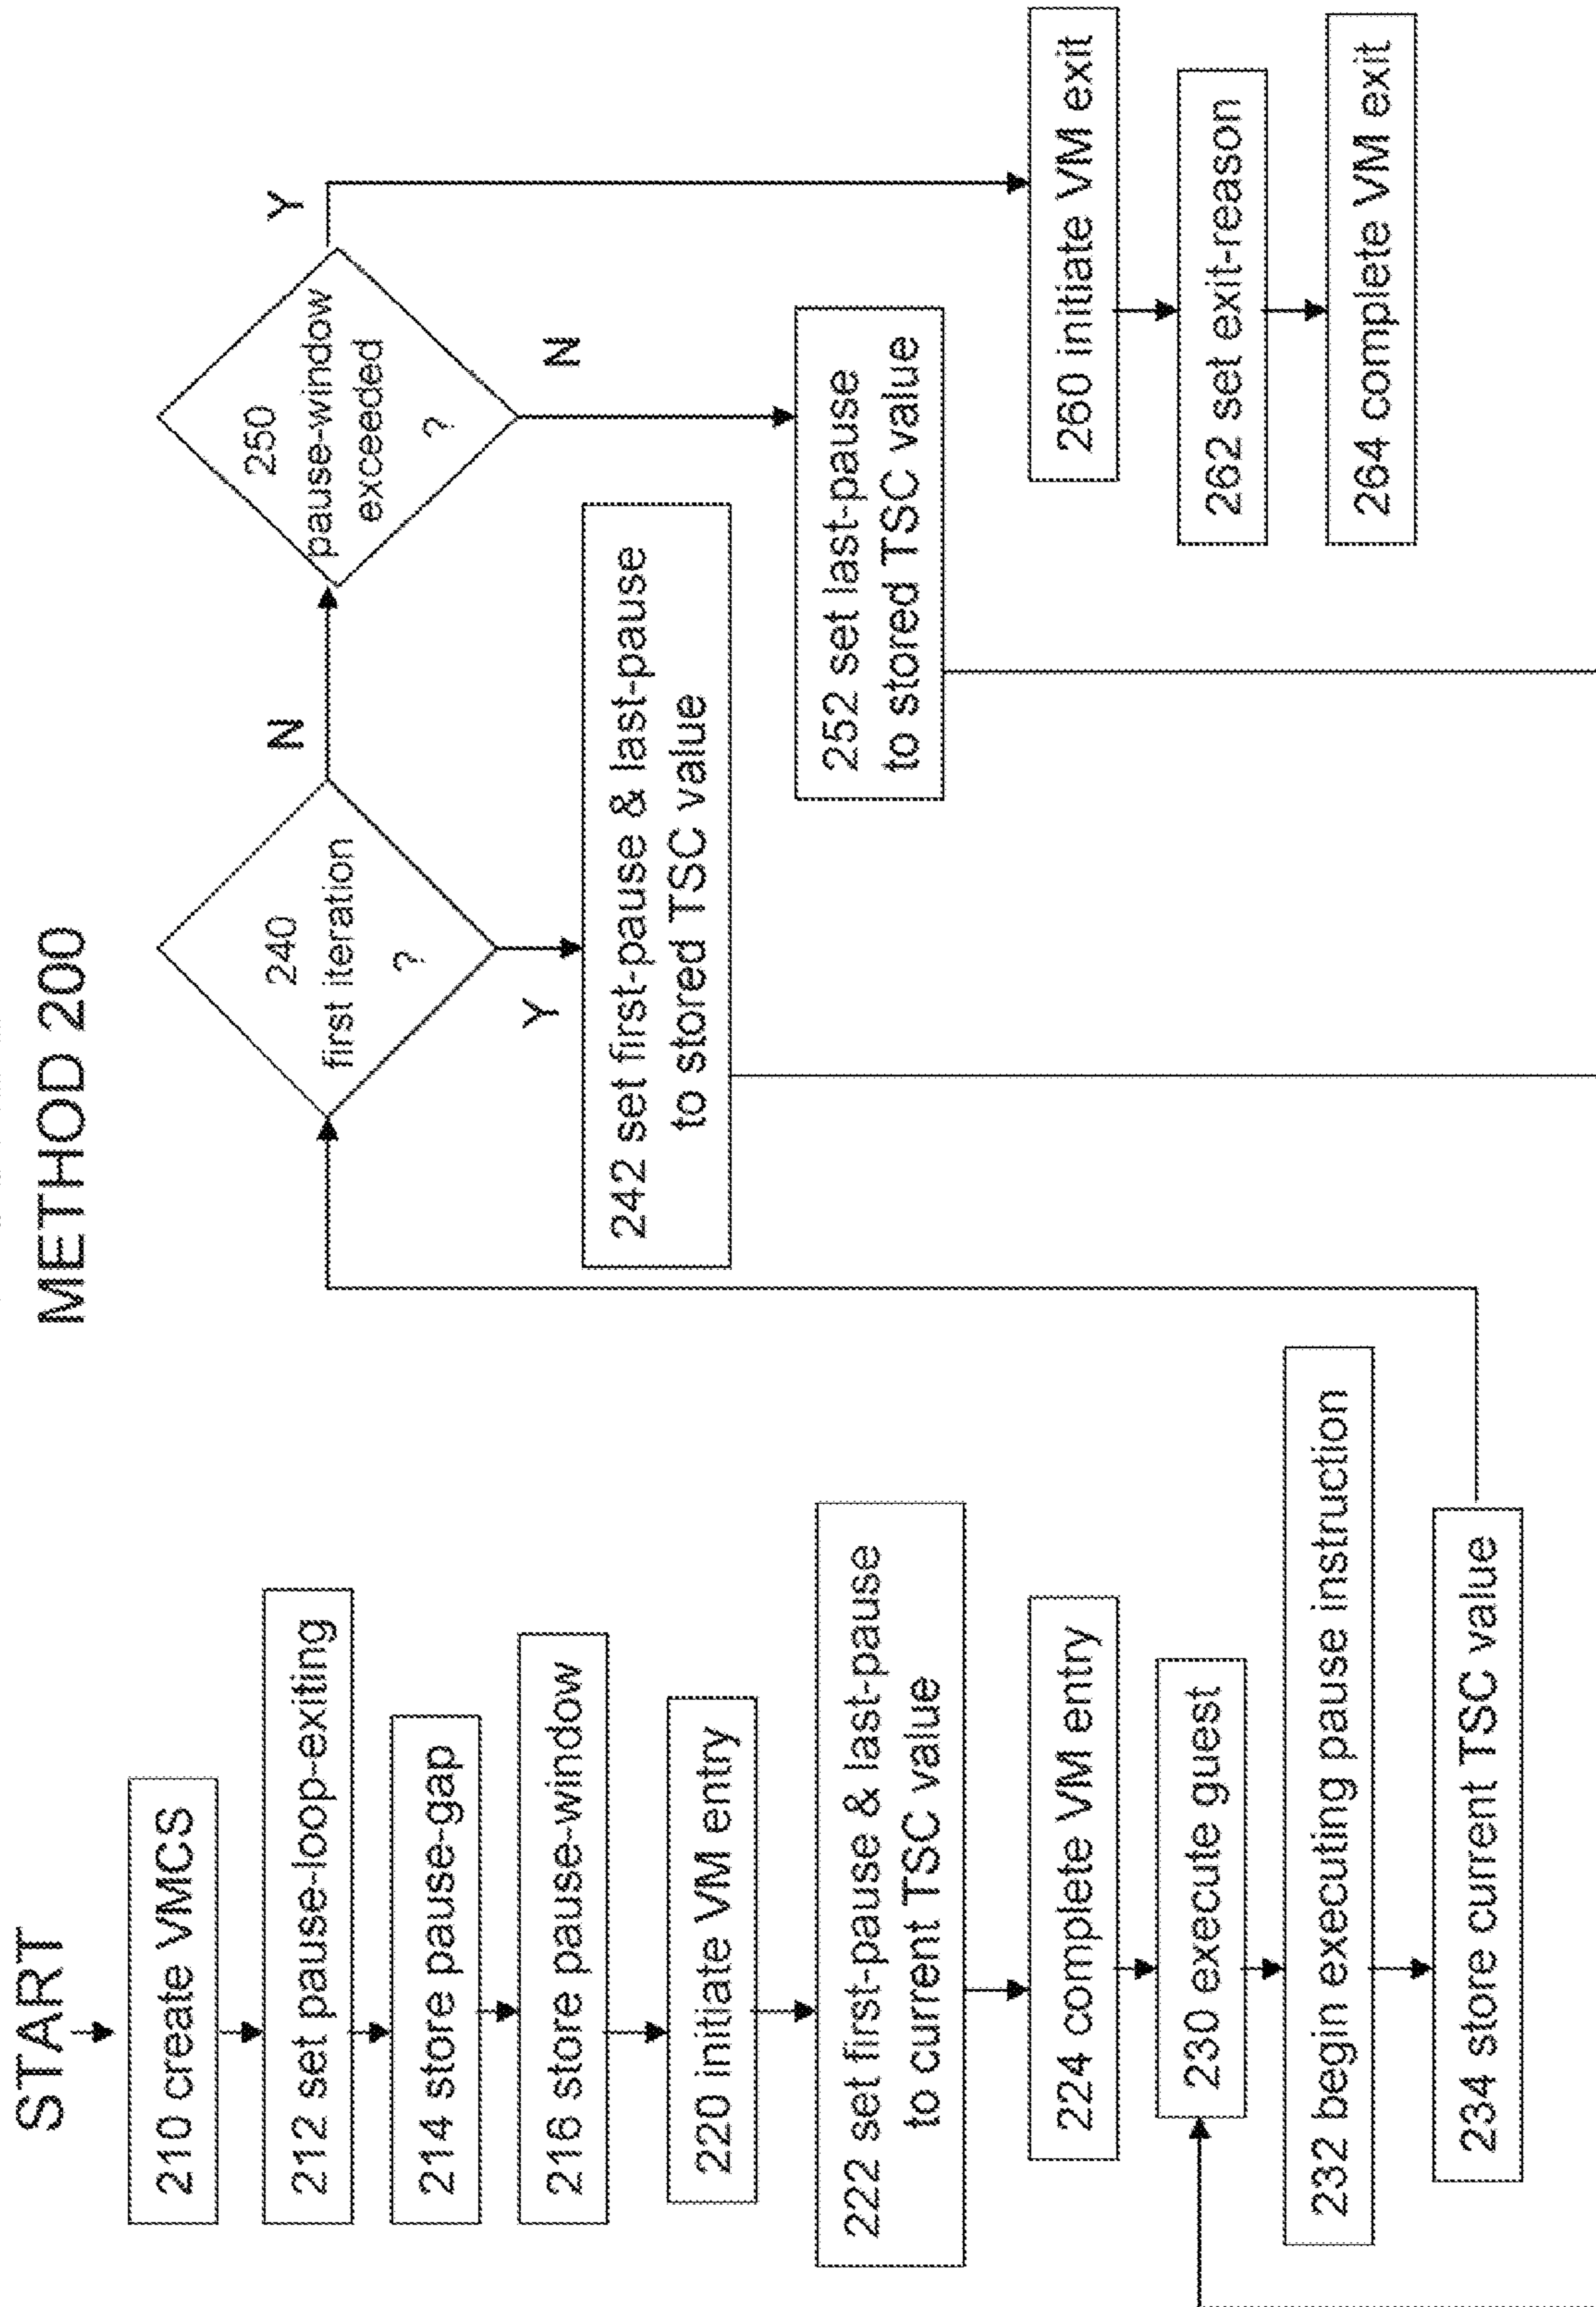 METHOD 200
START
210 create VMCS
212 set pause-loop-exiting
214 store pause-gap
216 store pause-window
220 initiate VM entry
222 set first-pause & last-pause
to current TSC value
224 complete VM entry
230 execute guest
232 begin executing pause instruction
234 store current TSC value
240
first iteration
?
N
Y
242 set first-pause & last-pause
to stored TSC value
250
pause-window
exceeded
?
Y
N
252 set last-pause
to stored TSC value
260 initiate VM exit
262 set exit-reason
264 complete VM exit